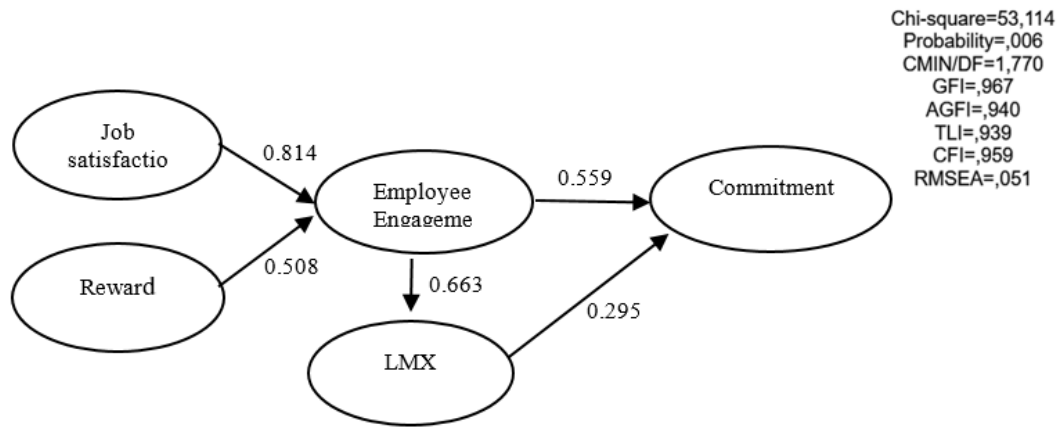 Chi-square=53,114
Probability=,006
CMIN/DF=1,770
GFI=,967
AGFI=,940
TLI=,939
CFI=,959
RMSEA=,051
Job
satisfactio
0.814
Employee
Engageme
0.559
Commitment
Reward
0.508
0.663
0.295
LMX